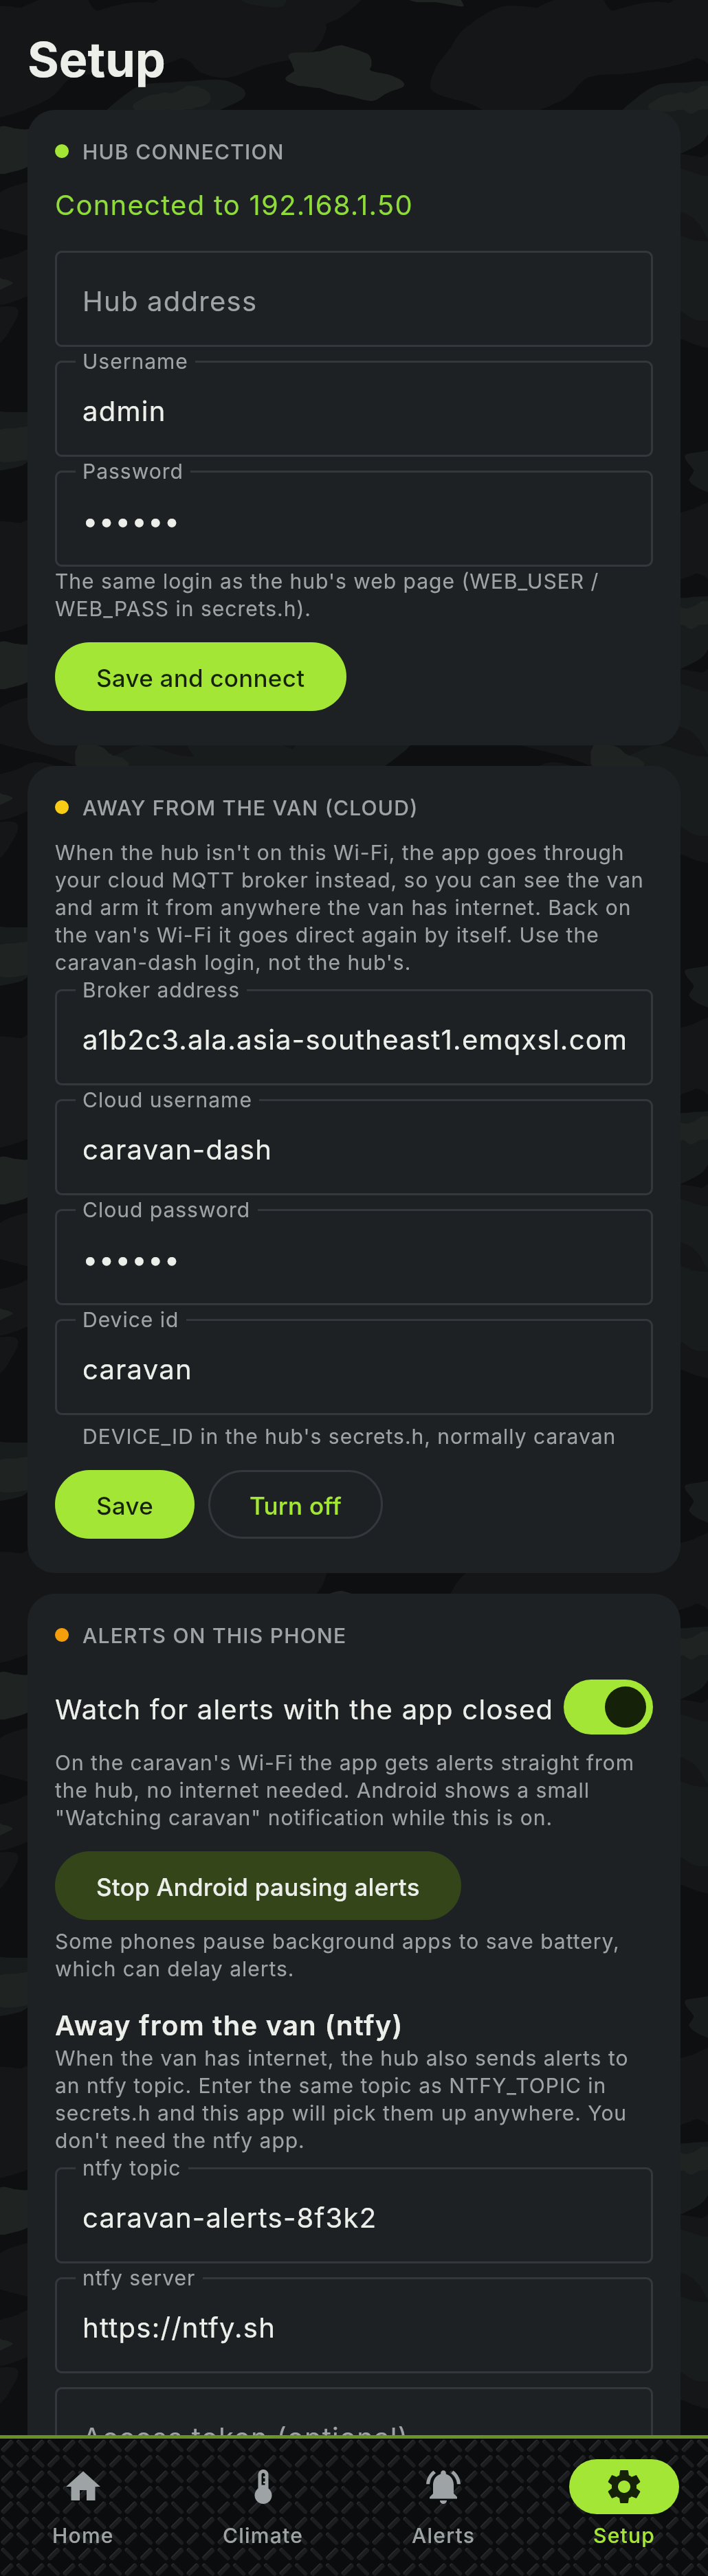 Setup
HUB CONNECTION
Connected to 192.168.1.50
Hub address
Username
admin
Password
••••••
The same login as the hub's web page (WEB_USER /
WEB_PASS in secrets.h).
Save and connect
AWAY FROM THE VAN (CLOUD)
When the hub isn't on this Wi-Fi, the app goes through
your cloud MQTT broker instead, so you can see the van
and arm it from anywhere the van has internet. Back on
the van's Wi-Fi it goes direct again by itself. Use the
caravan-dash login, not the hub's.
Broker address
a1b2c3.ala.asia-southeast1.emqxsl.com
Cloud username
caravan-dash
Cloud password
••••••
Device id
caravan
DEVICE_ID in the hub's secrets.h, normally caravan
Save
Turn off
ALERTS ON THIS PHONE
Watch for alerts with the app closed
On the caravan's Wi-Fi the app gets alerts straight from
the hub, no internet needed. Android shows a small
"Watching caravan" notification while this is on.
Stop Android pausing alerts
Some phones pause background apps to save battery,
which can delay alerts.
Away from the van (ntfy)
When the van has internet, the hub also sends alerts to
an ntfy topic. Enter the same topic as NTFY_TOPIC in
secrets.h and this app will pick them up anywhere. You
don't need the ntfy app.
ntfy topic
caravan-alerts-8f3k2
ntfy server
https://ntfy.sh
Access token (optional)
Home
Climate
Alerts
Setup